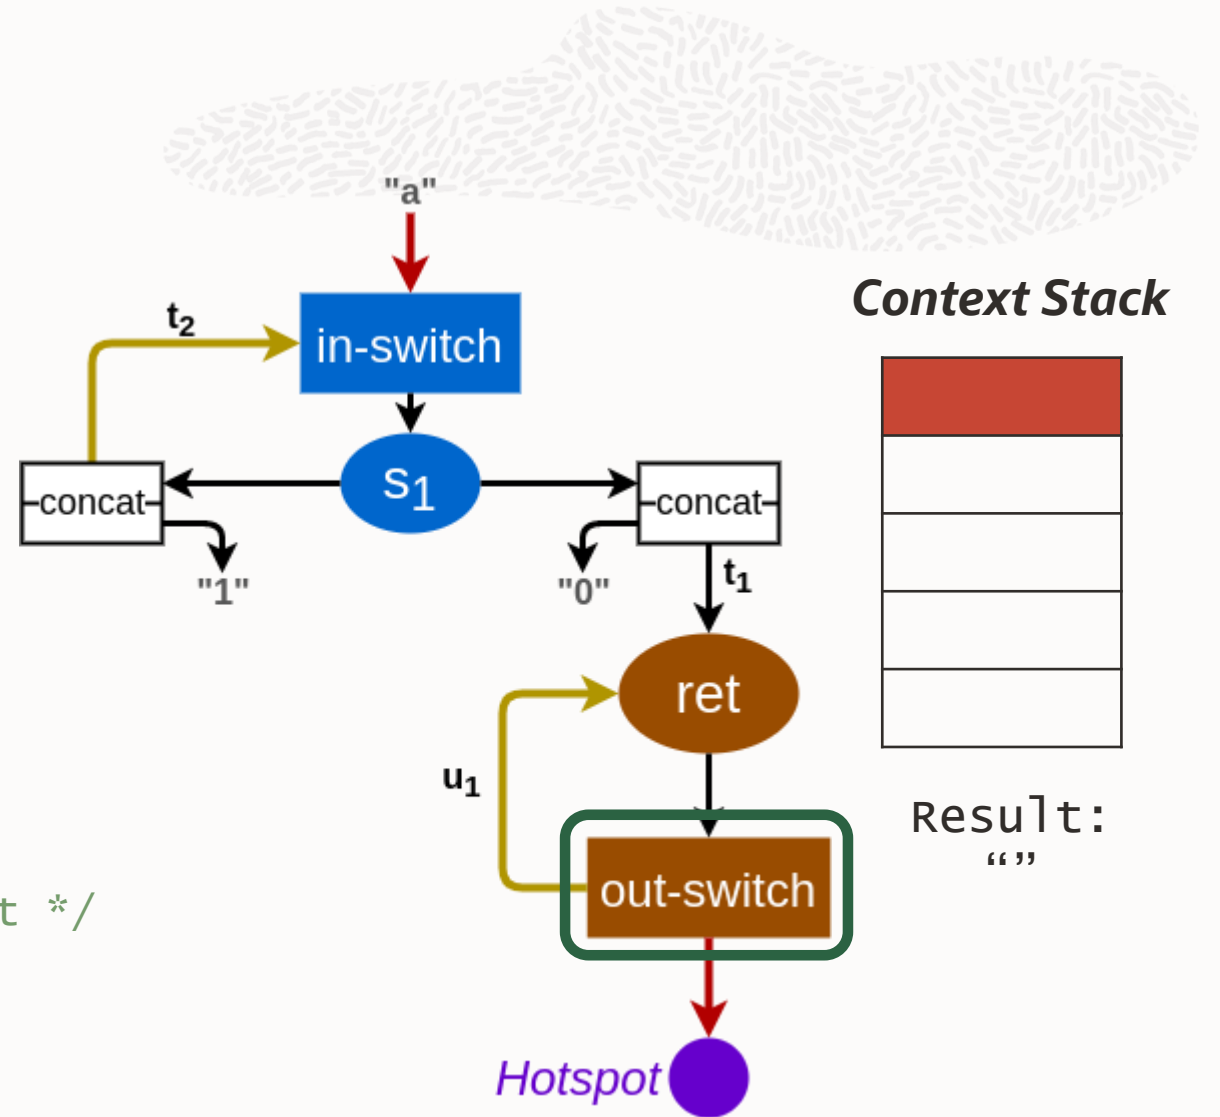 "a"
Context Stack
t₂
in-switch
concat
s₁
concat
"1"
"0"
t₁
ret
u₁
Result:
“”
out-switch
t */
Hotspot